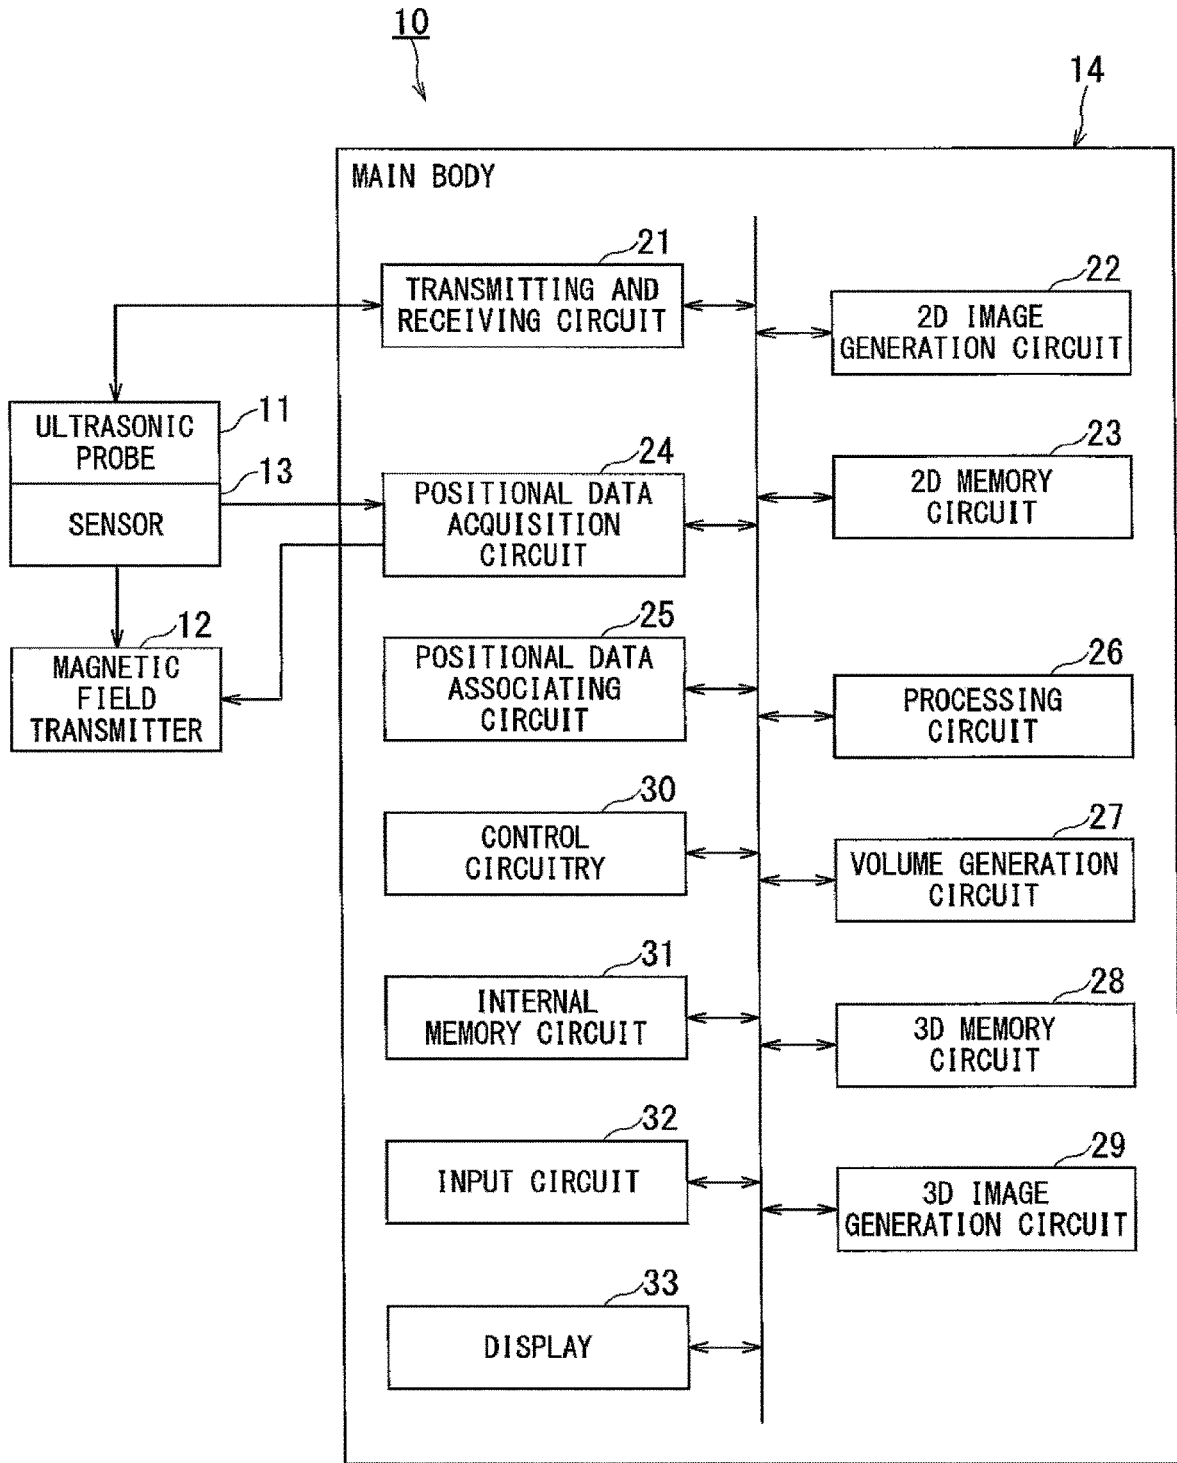 10
14
MAIN BODY
21
TRANSMITTING AND
RECEIVING CIRCUIT
22
2D IMAGE
GENERATION CIRCUIT
11
ULTRASONIC
PROBE
13
SENSOR
23
2D MEMORY
CIRCUIT
24
POSITIONAL DATA
ACQUISITION
CIRCUIT
12
MAGNETIC
FIELD
TRANSMITTER
25
POSITIONAL DATA
ASSOCIATING
CIRCUIT
26
PROCESSING
CIRCUIT
30
CONTROL
CIRCUITRY
27
VOLUME GENERATION
CIRCUIT
31
INTERNAL
MEMORY CIRCUIT
28
3D MEMORY
CIRCUIT
32
INPUT CIRCUIT
29
3D IMAGE
GENERATION CIRCUIT
33
DISPLAY